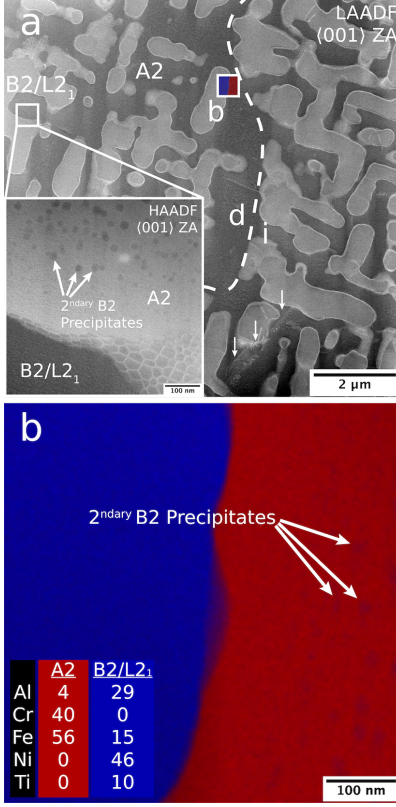 a
LAADF
⟨001⟩ ZA
A2
B2/L2₁
b
HAADF
⟨001⟩ ZA
d
i
2ndary B2
Precipitates
A2
B2/L2₁
100 nm
2 μm
b
2ndary B2 Precipitates
A2 B2/L2₁
Al 4 29
Cr 40 0
Fe 56 15
Ni 0 46
Ti 0 10
100 nm